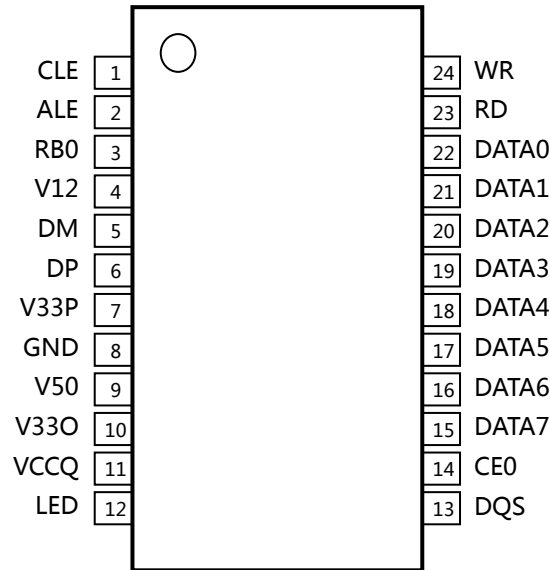 CLE 1 24 WR
ALE 2 23 RD
RB0 3 22 DATA0
V12 4 21 DATA1
DM 5 20 DATA2
DP 6 19 DATA3
V33P 7 18 DATA4
GND 8 17 DATA5
V50 9 16 DATA6
V33O 10 15 DATA7
VCCQ 11 14 CE0
LED 12 13 DQS